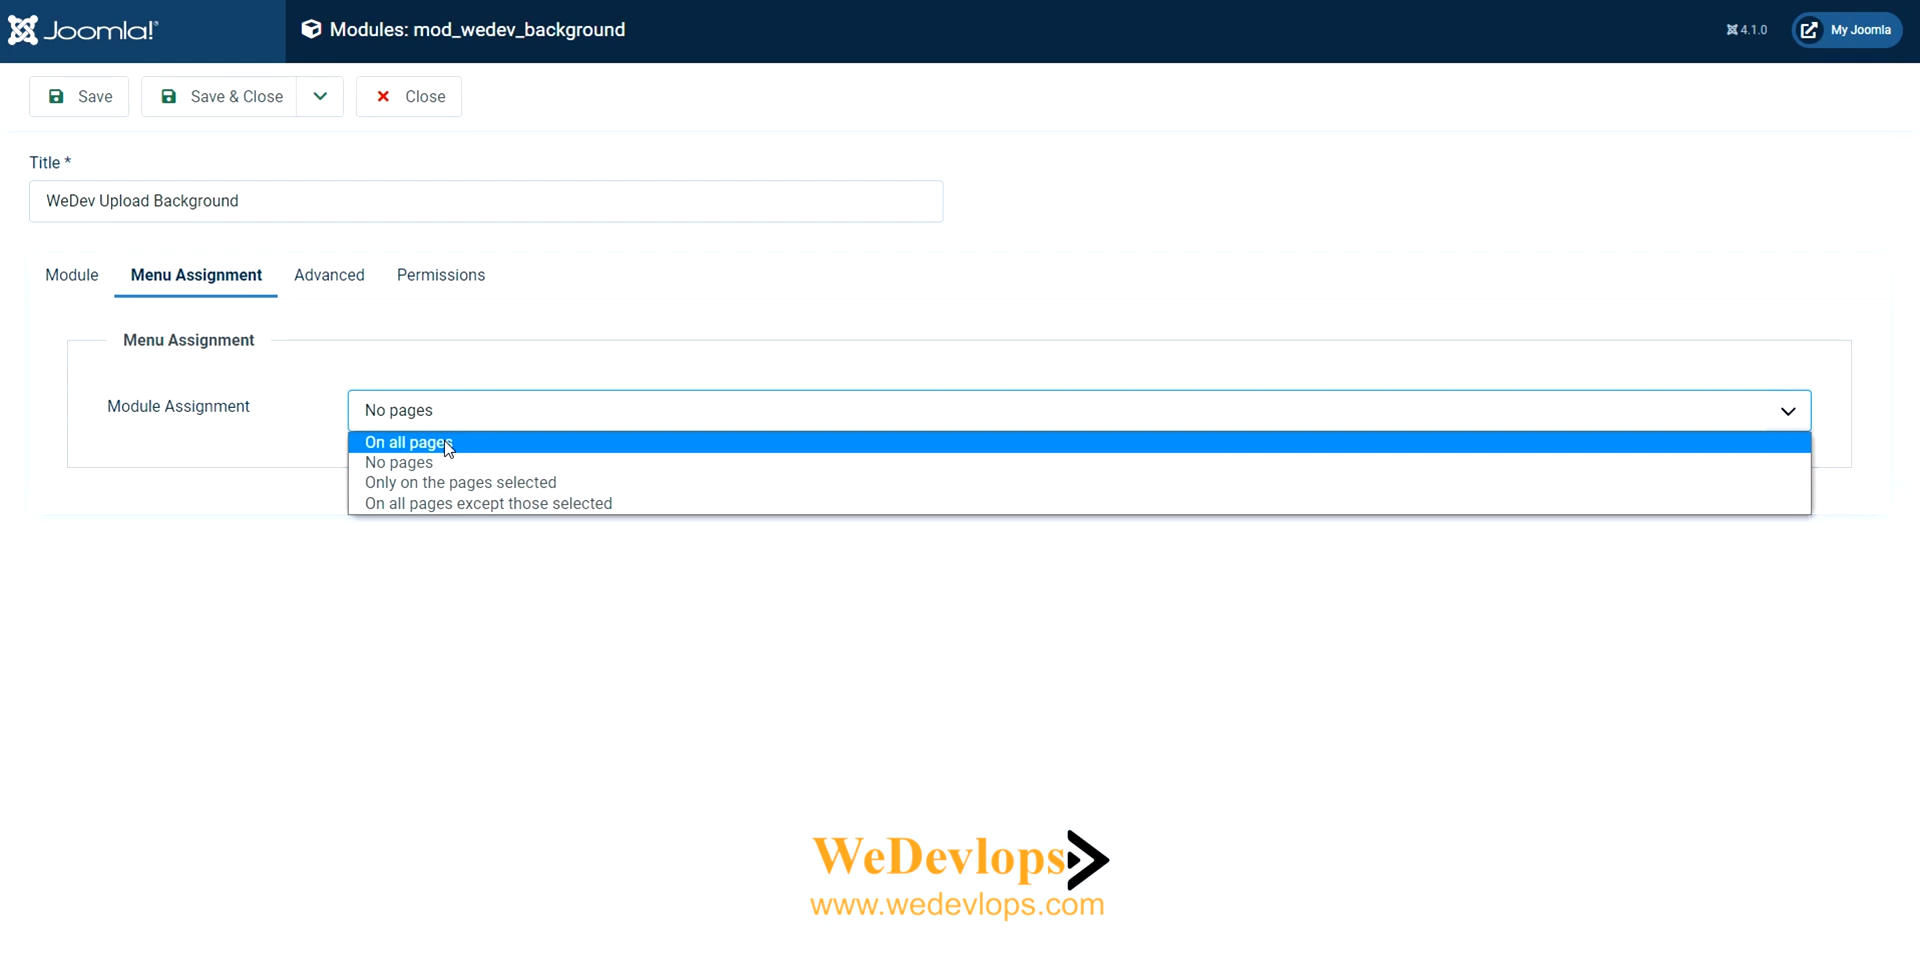 Joomla!®
Modules: mod_wedev_background
4.1.0
My Joomla
Save
Save & Close
Close
Title *
WeDev Upload Background
Module
Menu Assignment
Advanced
Permissions
Menu Assignment
Module Assignment
No pages
On all pages
No pages
Only on the pages selected
On all pages except those selected
WeDevlops
www.wedevlops.com